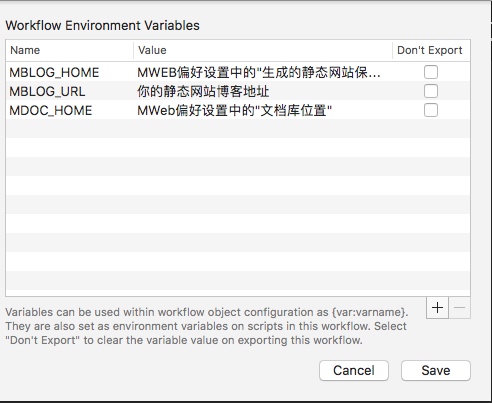 Workflow Environment Variables
Name Value Don't Export
MBLOG_HOME MWEB偏好设置中的"生成的静态网站保...
MBLOG_URL 你的静态网站博客地址
MDOC_HOME MWeb偏好设置中的"文档库位置"
+ −
Variables can be used within workflow object configuration as {var:varname}.
They are also set as environment variables on scripts in this workflow. Select
"Don't Export" to clear the variable value on exporting this workflow.
Cancel Save